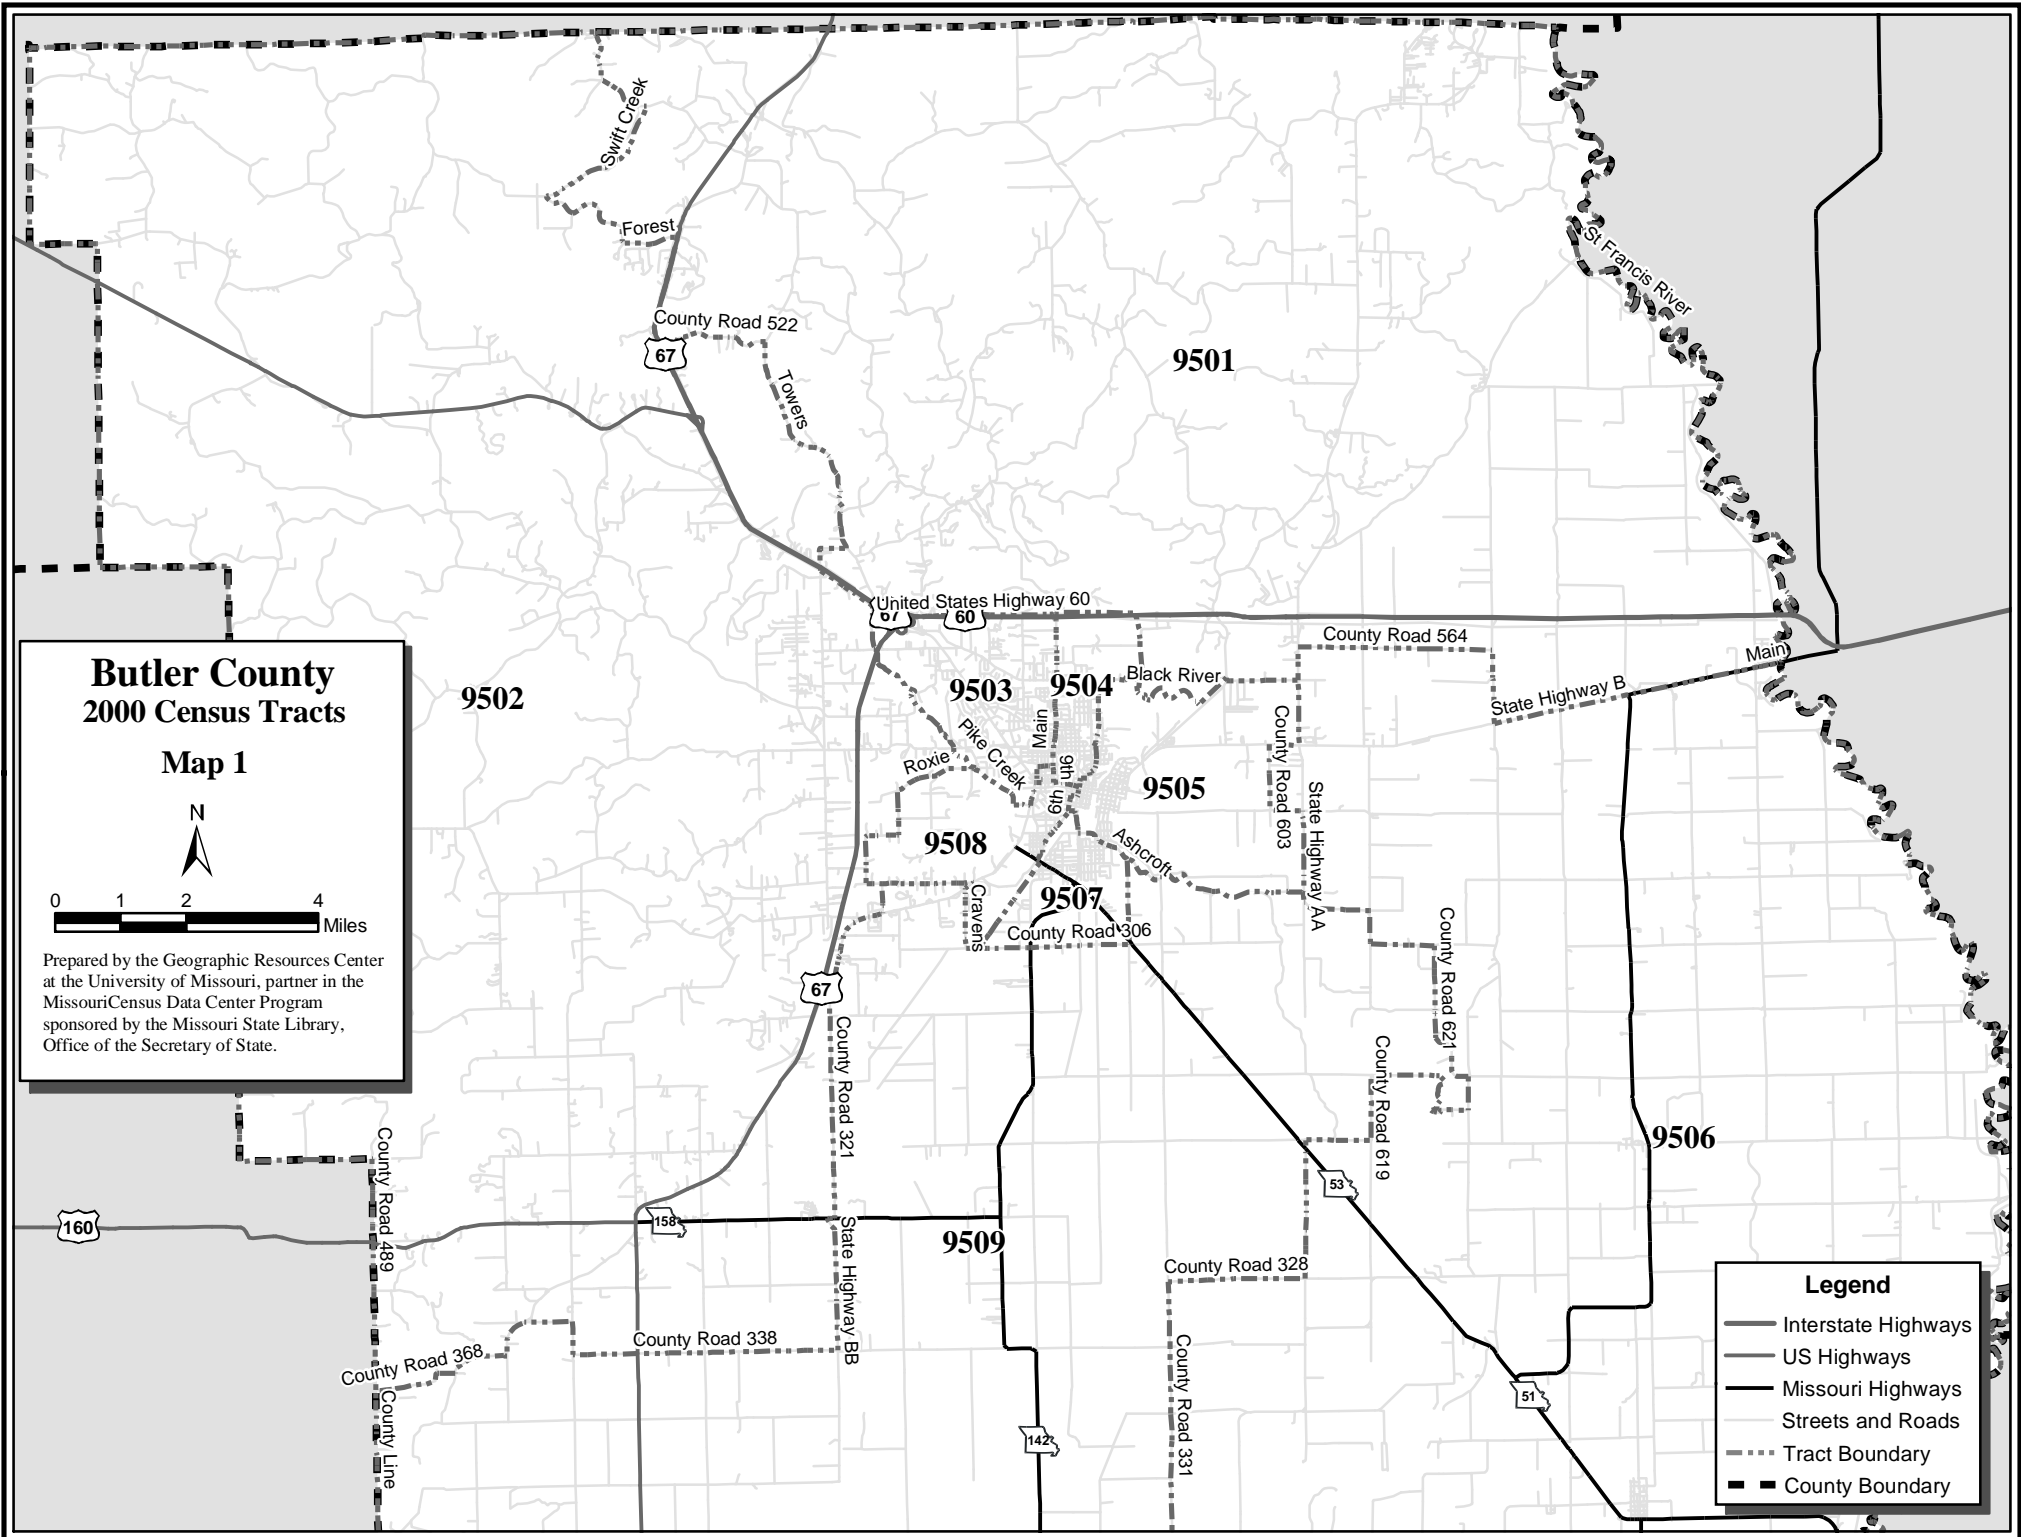 Swift Creek
Forest
St Francis River
County Road 522
67
9501
Towers
United States Highway 60
67
60
County Road 564
Main
Butler County
2000 Census Tracts
Map 1
N
0 1 2 4
Miles
Prepared by the Geographic Resources Center
at the University of Missouri, partner in the
MissouriCensus Data Center Program
sponsored by the Missouri State Library,
Office of the Secretary of State.
9502
9503
9504
Black River
State Highway B
Main
Pike Creek
Roxie
9th
6th
9505
County Road 603
State Highway AA
9508
Ashcroft
9507
Cravens
County Road 306
County Road 621
67
County Road 321
County Road 619
9506
County Road 489
160
158
53
State Highway BB
9509
County Road 328
County Road 338
County Road 368
County Road 331
County Line
142
51
Legend
Interstate Highways
US Highways
Missouri Highways
Streets and Roads
Tract Boundary
County Boundary